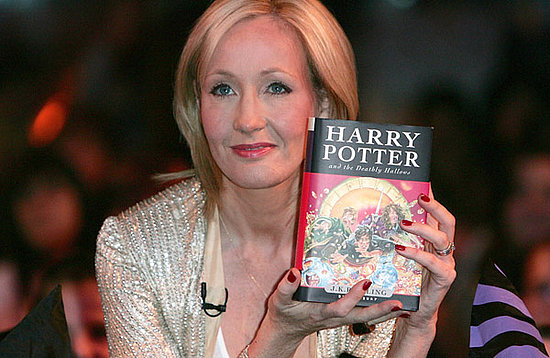 HARRY
POTTER
and the Deathly Hallows
J.K.ROWLING